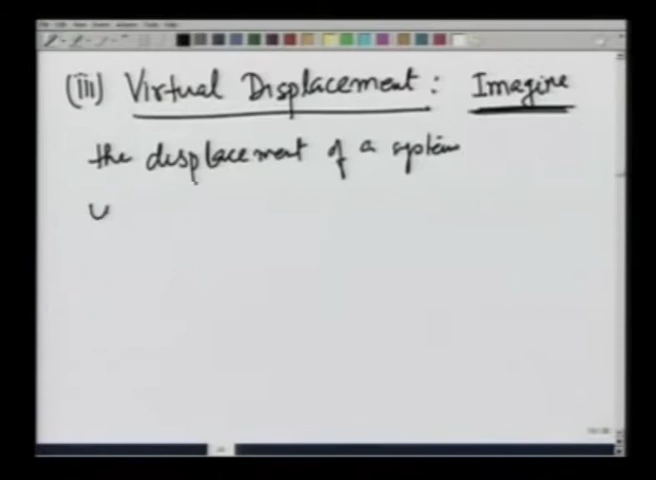 (iii) Virtual Displacement: Imagine
the displacement of a system
U